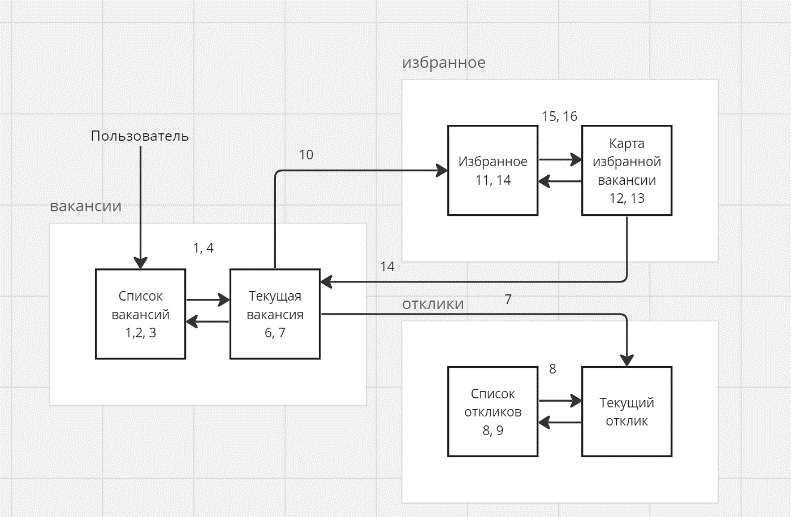 избранное
15, 16
Пользователь
10
Избранное
11, 14
Карта
избранной
вакансии
12, 13
вакансии
1, 4
14
Список
вакансий
1,2, 3
Текущая
вакансия
6, 7
отклики
7
8
Список
откликов
8, 9
Текущий
отклик